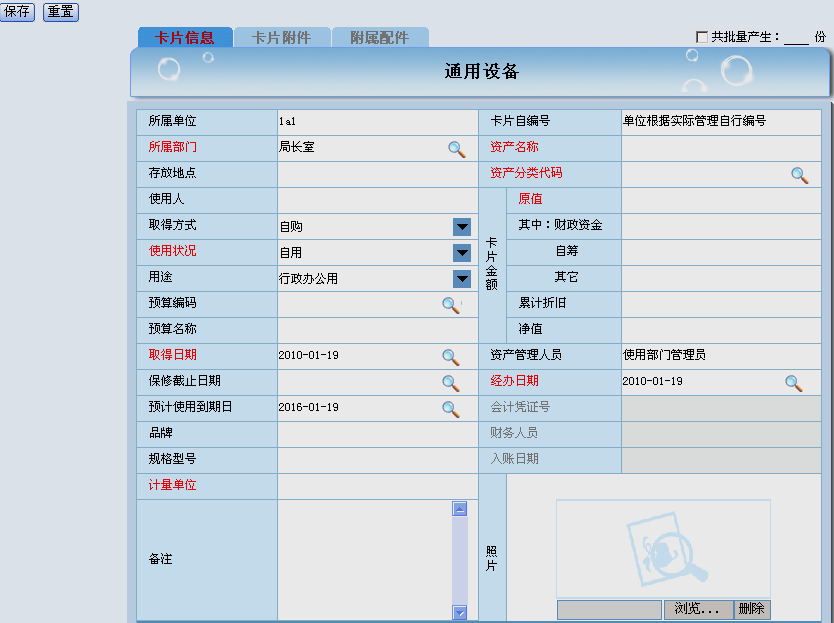 保存 重置
卡片信息 卡片附件 附属配件 共批量产生：____ 份
通用设备
所属单位 1a1 卡片自编号 单位根据实际管理自行编号
所属部门 局长室 资产名称
存放地点 资产分类代码
使用人 原值
取得方式 自购 其中：财政资金
使用状况 自用 自筹
用途 行政办公用 其它
卡片金额
预算编码 累计折旧
预算名称 净值
取得日期 2010-01-19 资产管理人员 使用部门管理员
保修截止日期 经办日期 2010-01-19
预计使用到期日 2016-01-19 会计凭证号
品牌 财务人员
规格型号 入账日期
计量单位
备注 照片
浏览... 删除